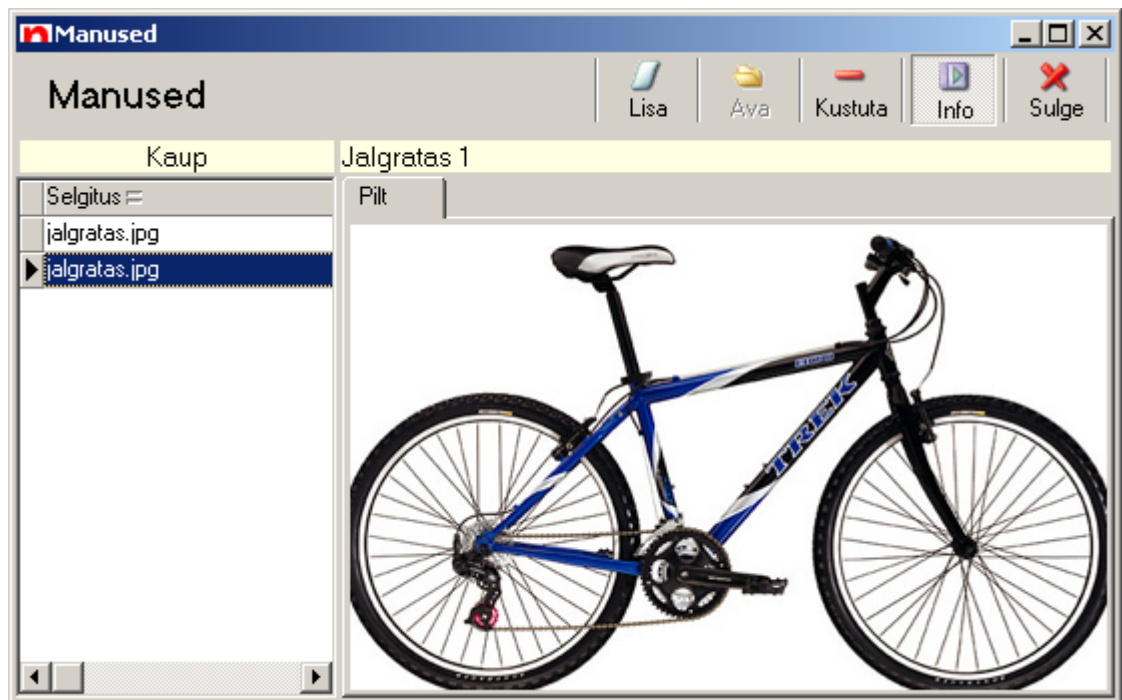 Manused
Manused
Lisa
Ava
Kustuta
Info
Sulge
Kaup
Jalgratas 1
Selgitus
Pilt
jalgratas.jpg
jalgratas.jpg
TREK